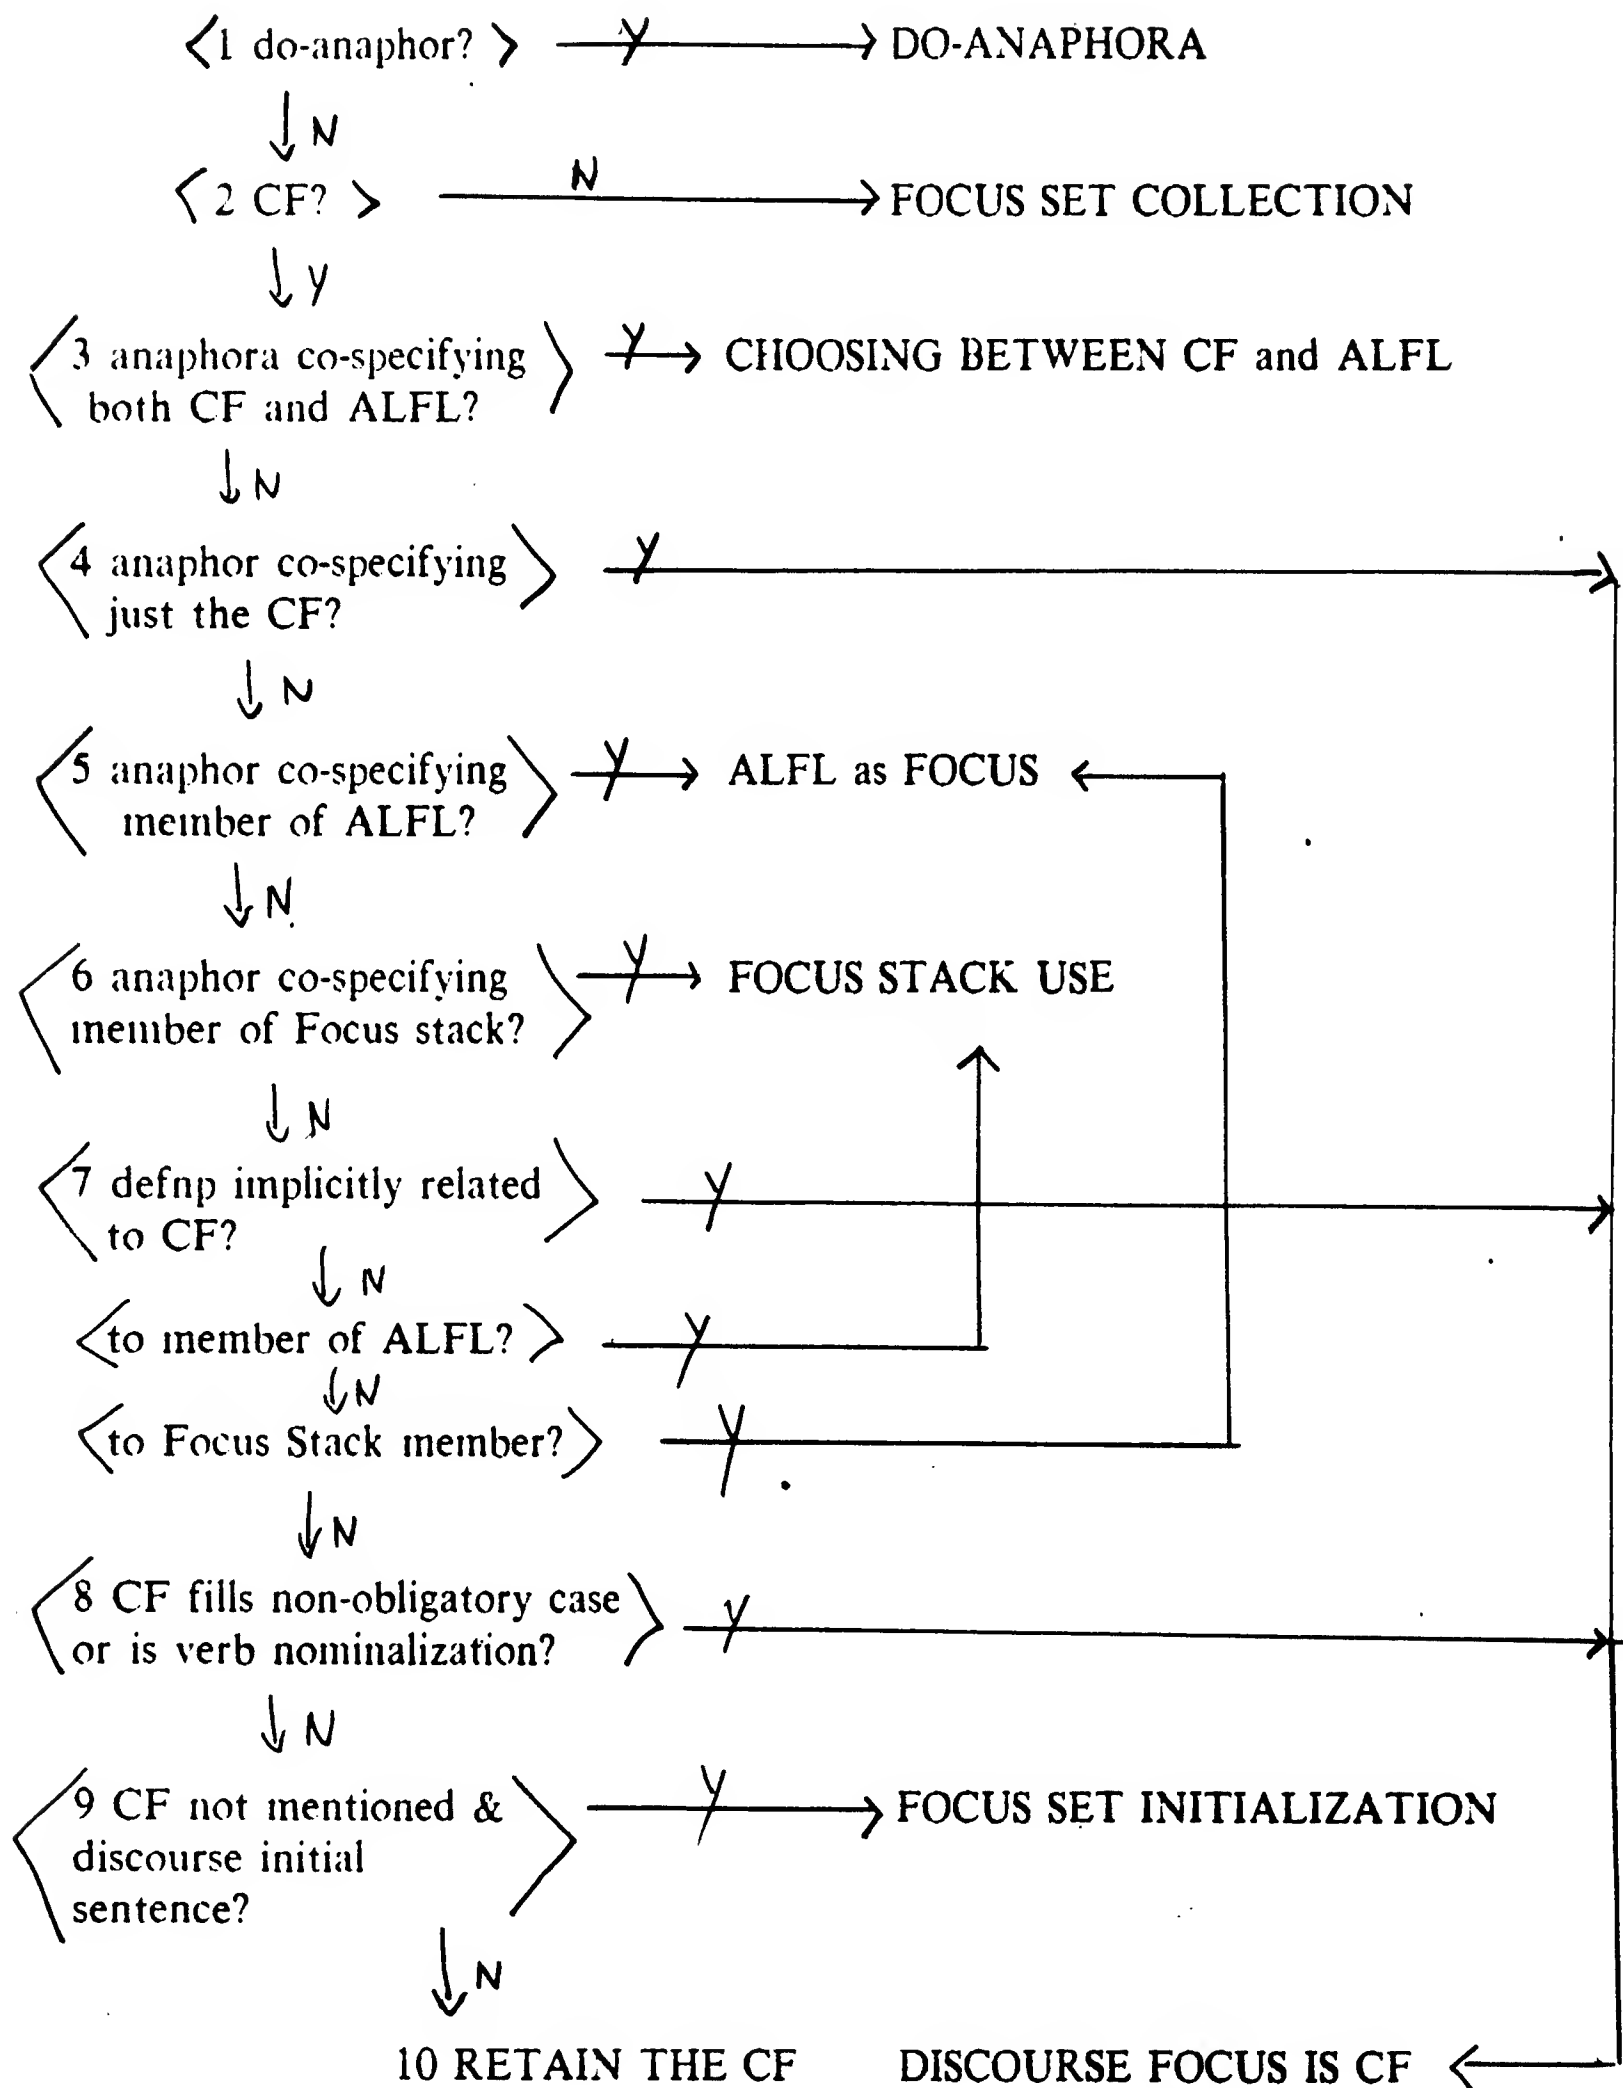 1 do-anaphor? Y DO-ANAPHORA
N
2 CF? N FOCUS SET COLLECTION
Y
3 anaphora co-specifying Y CHOOSING BETWEEN CF and ALFL
both CF and ALFL?
N
4 anaphor co-specifying Y
just the CF?
N
5 anaphor co-specifying Y ALFL as FOCUS
member of ALFL?
N
6 anaphor co-specifying Y FOCUS STACK USE
member of Focus stack?
N
7 defnp implicitly related Y
to CF?
N
to member of ALFL? Y
N
to Focus Stack member? Y
N
8 CF fills non-obligatory case Y
or is verb nominalization?
N
9 CF not mentioned & Y FOCUS SET INITIALIZATION
discourse initial
sentence?
N
10 RETAIN THE CF DISCOURSE FOCUS IS CF